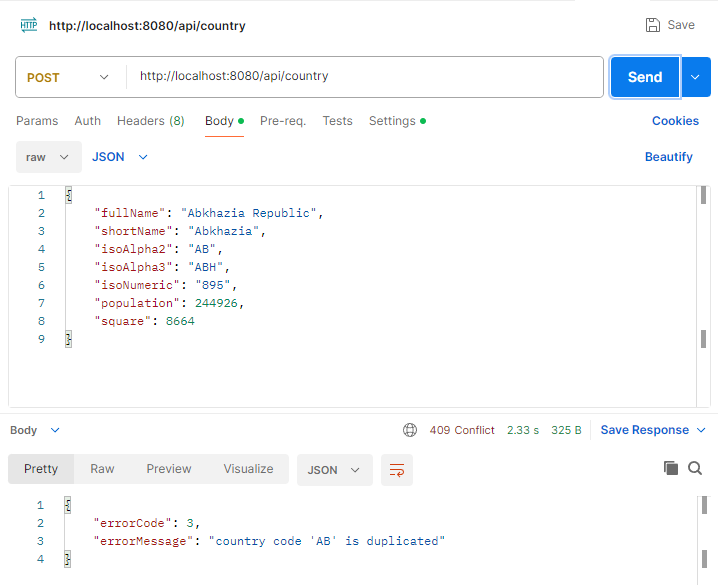 HTTP http://localhost:8080/api/country Save
POST http://localhost:8080/api/country Send
Params Auth Headers (8) Body Pre-req. Tests Settings Cookies
raw JSON Beautify
1 {
2 "fullName": "Abkhazia Republic",
3 "shortName": "Abkhazia",
4 "isoAlpha2": "AB",
5 "isoAlpha3": "ABH",
6 "isoNumeric": "895",
7 "population": 244926,
8 "square": 8664
9 }
Body 409 Conflict 2.33 s 325 B Save Response
Pretty Raw Preview Visualize JSON
1 {
2 "errorCode": 3,
3 "errorMessage": "country code 'AB' is duplicated"
4 }